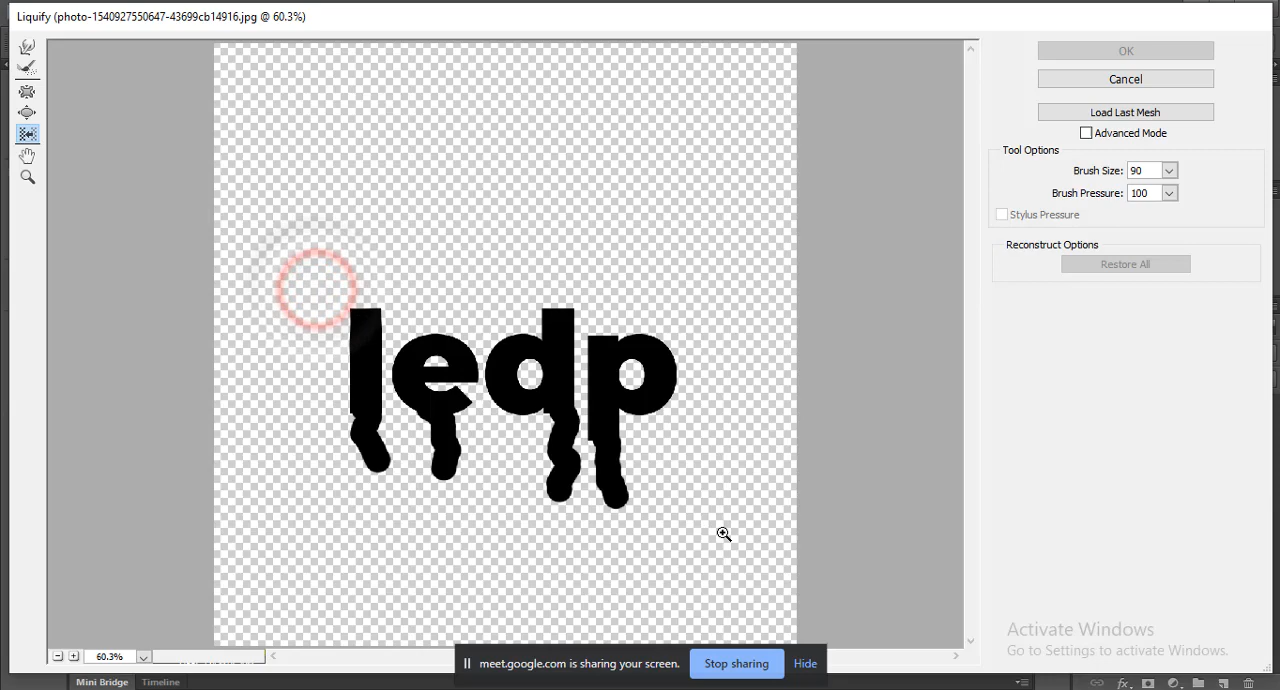 Liquify (photo-1540927550647-43699cb14916.jpg @ 60.3%)
OK
Cancel
Load Last Mesh
Advanced Mode
Tool Options
Brush Size: 90
Brush Pressure: 100
Stylus Pressure
Reconstruct Options
Restore All
ledp
Activate Windows
Go to Settings to activate Windows.
60.3%
meet.google.com is sharing your screen. Stop sharing Hide
Mini Bridge Timeline
fx